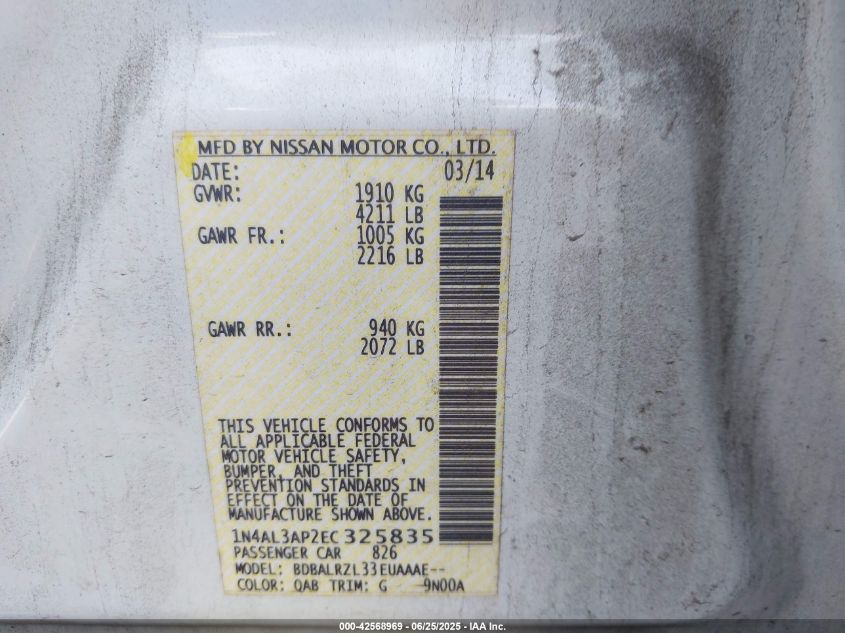 MFD BY NISSAN MOTOR CO., LTD.
DATE: 03/14
GVWR: 1910 KG
4211 LB
GAWR FR.: 1005 KG
2216 LB
GAWR RR.: 940 KG
2072 LB
THIS VEHICLE CONFORMS TO
ALL APPLICABLE FEDERAL
MOTOR VEHICLE SAFETY,
BUMPER, AND THEFT
PREVENTION STANDARDS IN
EFFECT ON THE DATE OF
MANUFACTURE SHOWN ABOVE.
1N4AL3AP2EC325835
PASSENGER CAR 826
MODEL: BDBALRZL33EUAAAE--
COLOR: QAB TRIM: G 9N00A
000-42568969 - 06/25/2025 - IAA Inc.